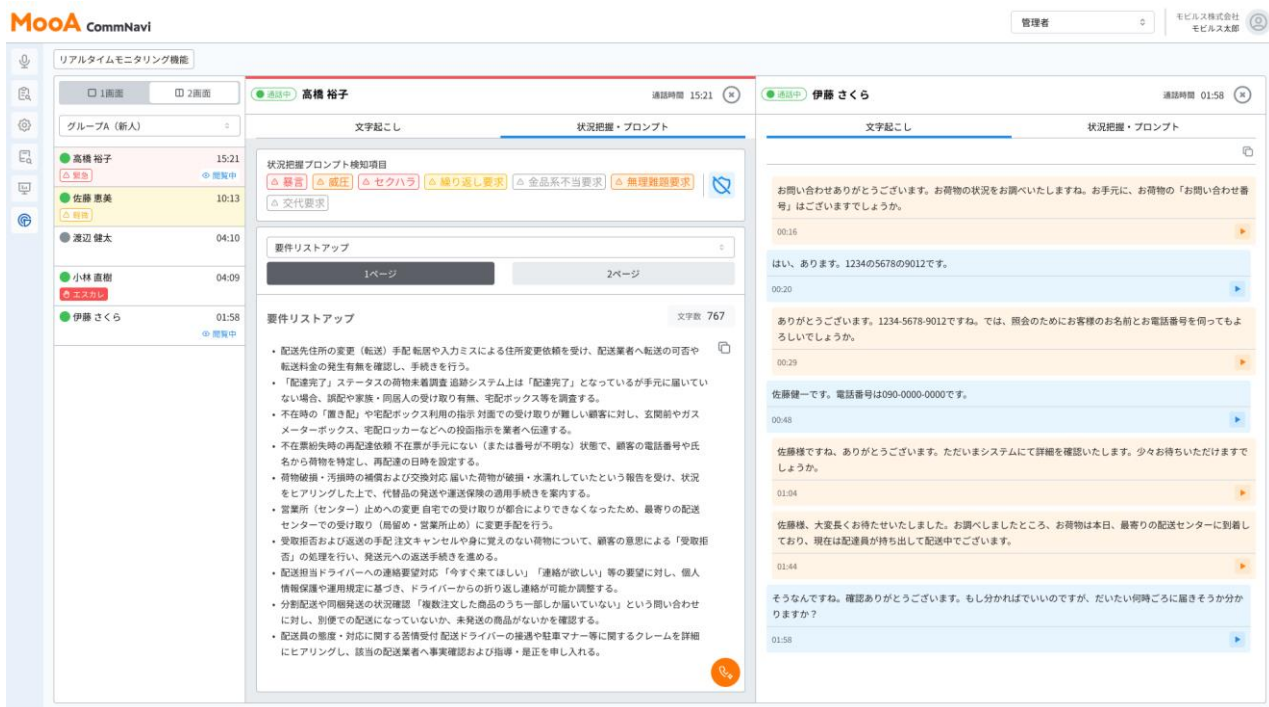 MooA CommNavi
管理者
モビルス株式会社
モビルス太郎
リアルタイムモニタリング機能
1画面
2画面
グループA（新人）
高橋 裕子 15:21
緊急 閲覧中
佐藤 恵美 10:13
渡辺 健太 04:10
小林 直樹 04:09
エスカレ
伊藤 さくら 01:58
閲覧中
通話中 高橋 裕子 通話時間 15:21
文字起こし 状況把握・プロンプト
状況把握プロンプト検知項目
暴言 威圧 セクハラ 繰り返し要求 金品系不当要求 無理難題要求
交代要求
要件リストアップ
1ページ 2ページ
要件リストアップ 文字数 767
・配送先住所の変更（転送）手配 転居や入力ミスによる住所変更依頼を受け、配送業者へ転送の可否や
転送料金の発生有無を確認し、手続きを行う。
・「配達完了」ステータスの荷物未着調査 追跡システム上は「配達完了」となっているが手元に届いてい
ない場合、誤配や家族・同居人の受け取り有無、宅配ボックス等を調査する。
・不在時の「置き配」や宅配ボックス利用の指示 対面での受け取りが難しい顧客に対し、玄関前やガス
メーターボックス、宅配ロッカーなどへの投函指示を業者へ伝達する。
・不在票紛失時の再配達依頼 不在票が手元にない（または番号が不明な）状態で、顧客の電話番号や氏
名から荷物を特定し、再配達の日時を設定する。
・荷物破損・汚損時の補償および交換対応 届いた荷物が破損・水濡れしていたという報告を受け、状況
をヒアリングした上で、代替品の発送や運送保険の適用手続きを案内する。
・営業所（センター）止めへの変更 自宅での受け取りが都合によりできなくなったため、最寄りの配送
センターでの受け取り（局留め・営業所止め）に変更手配を行う。
・受取拒否および返送の手配 注文キャンセルや身に覚えのない荷物について、顧客の意思による「受取拒
否」の処理を行い、発送元への返送手続きを進める。
・配送担当ドライバーへの連絡要望対応 「今すぐ来てほしい」「連絡が欲しい」等の要望に対し、個人
情報保護や運用規定に基づき、ドライバーからの折り返し連絡が可能か調整する。
・分割配送や同梱発送の状況確認 「複数注文した商品のうち一部しか届いていない」という問い合わせ
に対し、別便での配送になっていないか、未発送の商品がないかを確認する。
・配送員の態度・対応に関する苦情受付 配送ドライバーの接遇や駐車マナー等に関するクレームを詳細
にヒアリングし、該当の配送業者へ事実確認および指導・是正を申し入れる。
通話中 伊藤 さくら 通話時間 01:58
文字起こし 状況把握・プロンプト
お問い合わせありがとうございます。お荷物の状況をお調べいたしますね。お手元に、お荷物の「お問い合わせ番
号」はございますでしょうか。
00:16
はい、あります。1234の5678の9012です。
00:20
ありがとうございます。1234-5678-9012ですね。では、照会のためにお客様のお名前とお電話番号を伺ってもよ
ろしいでしょうか。
00:29
佐藤健一です。電話番号は090-0000-0000です。
00:48
佐藤様ですね、ありがとうございます。ただいまシステムにて詳細を確認いたします。少々お待ちいただけますで
しょうか。
01:04
佐藤様、大変長くお待たせいたしました。お調べしましたところ、お荷物は本日、最寄りの配送センターに到着し
ており、現在は配達員が持ち出して配送中でございます。
01:44
そうなんですね。確認ありがとうございます。もし分かればでいいのですが、だいたい何時ごろに届きそうか分か
りますか？
01:58